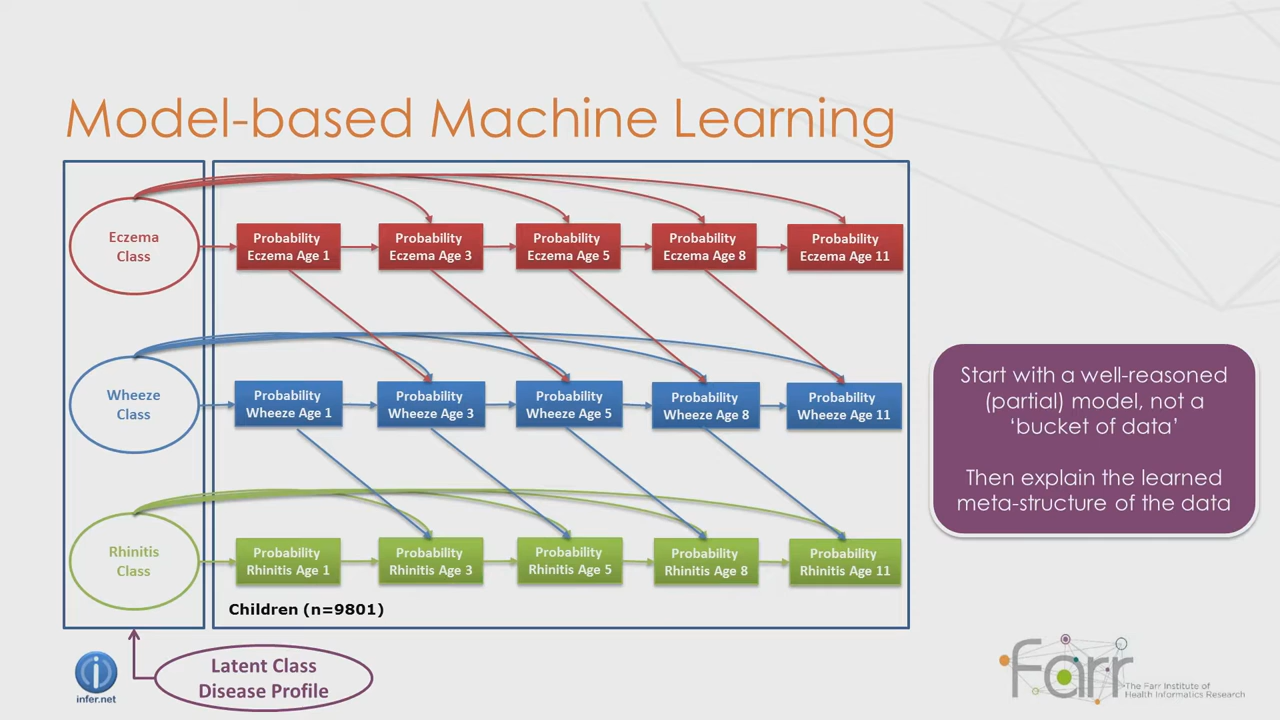 Model-based Machine Learning
Eczema
Class
Probability
Eczema Age 1
Probability
Eczema Age 3
Probability
Eczema Age 5
Probability
Eczema Age 8
Probability
Eczema Age 11
Wheeze
Class
Probability
Wheeze Age 1
Probability
Wheeze Age 3
Probability
Wheeze Age 5
Probability
Wheeze Age 8
Probability
Wheeze Age 11
Rhinitis
Class
Probability
Rhinitis Age 1
Probability
Rhinitis Age 3
Probability
Rhinitis Age 5
Probability
Rhinitis Age 8
Probability
Rhinitis Age 11
Children (n=9801)
Start with a well-reasoned
(partial) model, not a
‘bucket of data’
Then explain the learned
meta-structure of the data
infer.net
Latent Class
Disease Profile
farr
The Farr Institute of
Health Informatics Research